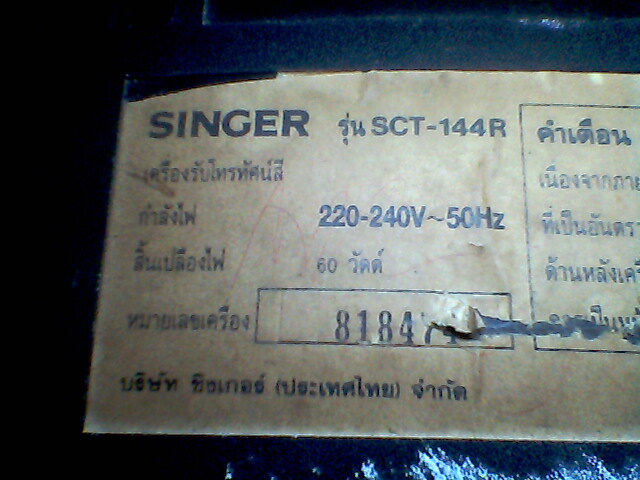 SINGER รุ่น SCT-144R
เครื่องรับโทรทัศน์สี
กำลังไฟ 220-240V~50Hz
สิ้นเปลืองไฟ 60 วัตต์
หมายเลขเครื่อง 8184
บริษัท ซิงเกอร์ (ประเทศไทย) จำกัด
คำเตือน
เนื่องจากภาย
ที่เป็นอันตรา
ด้านหลังเครื